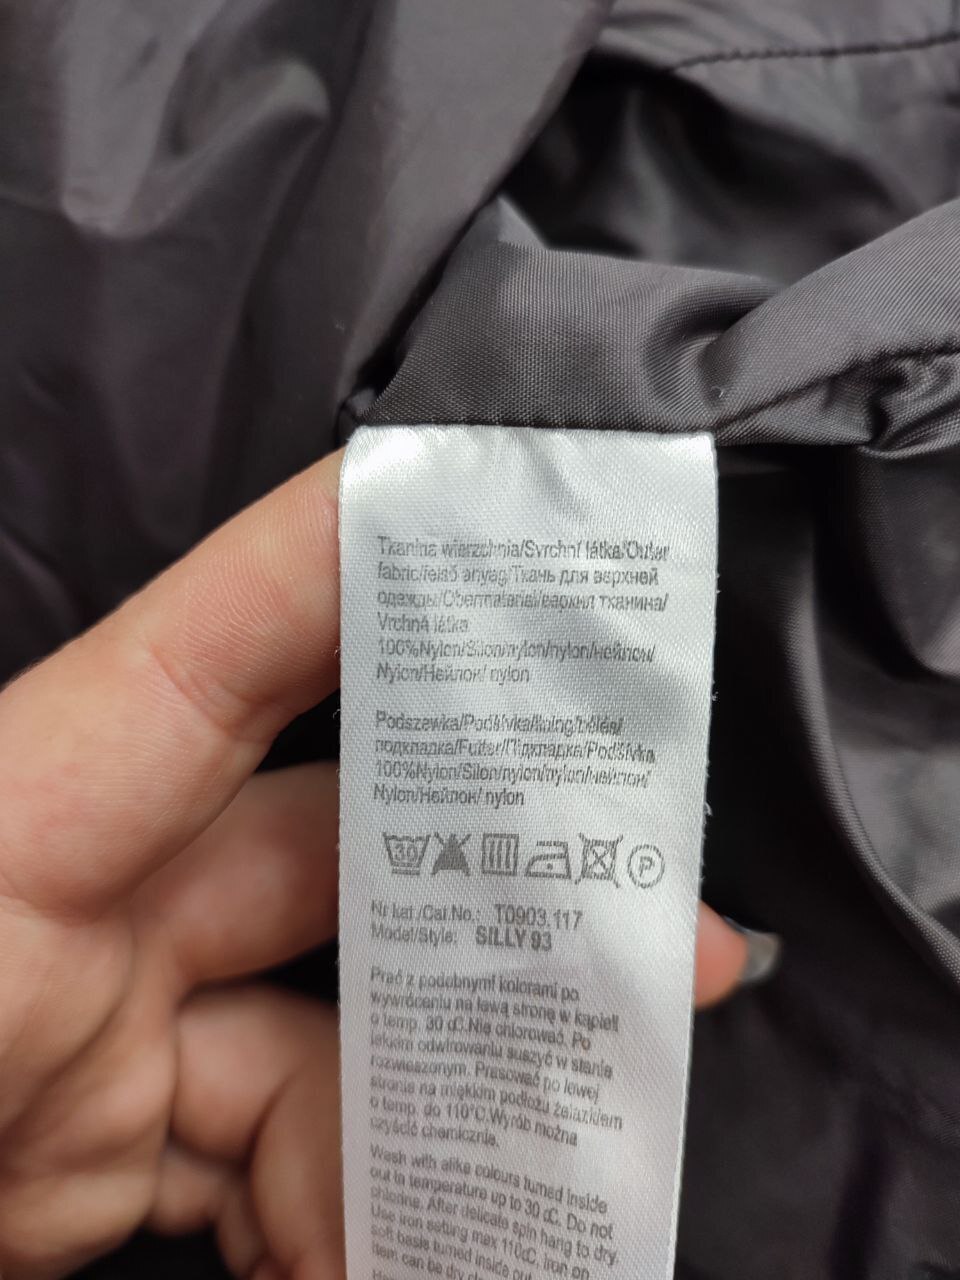 Tkanina wierzchnia/Svrchní látka/Outer
fabric/felső anyag/Ткань для верхней
одежды/Obermaterial/верхня тканина/
Vrchná látka
100%Nylon/Silon/nylon/nylon/нейлон/
Nylon/Нейлон/ nylon
Podszewka/Podšívka/lining/bélés/
подкладка/Futter/Підкладка/Podšívka
100%Nylon/Silon/nylon/nylon/нейлон/
Nylon/Нейлон/ nylon
30
P
Nr kat./Cat.No.: T0903.117
Model/Style: SILLY 93
Prać z podobnymi kolorami po
wywróceniu na lewą stronę w kąpieli
o temp. 30 °C.Nie chlorować. Po
lekkim odwirowaniu suszyć w stanie
rozwieszonym. Prasować po lewej
stronie na miękkim podłożu żelazkiem
o temp. do 110°C.Wyrób można
czyścić chemicznie.
Wash with alike colours turned inside
out in temperature up to 30 °C. Do not
chlorine. After delicate spin hang to dry.
Use iron setting max 110°C, iron on
soft basis turned inside out.
Item can be dry